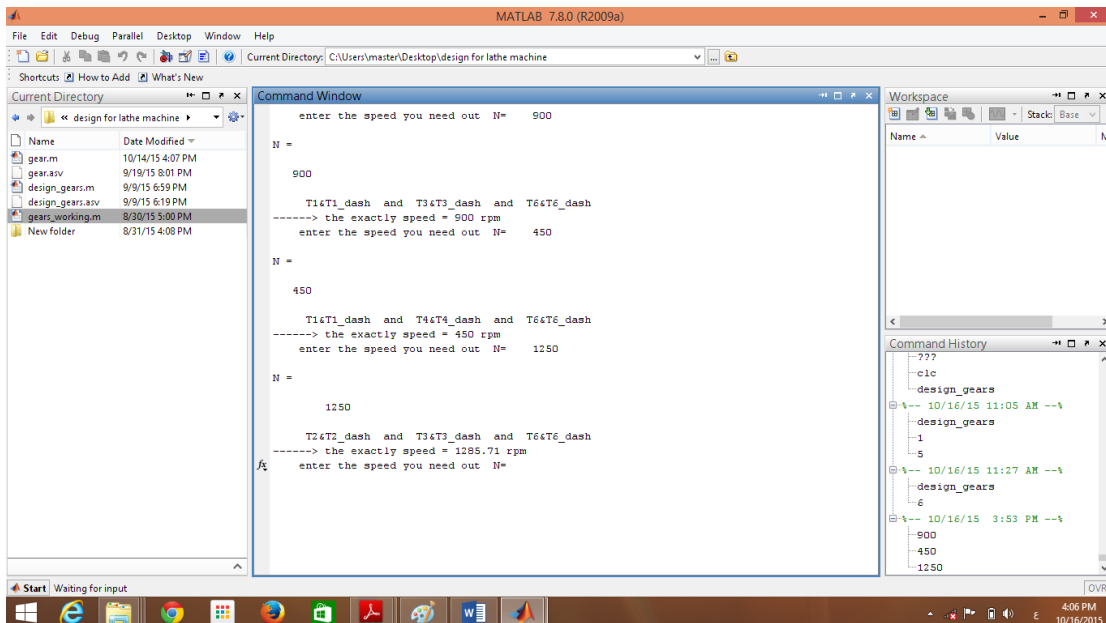 MATLAB 7.8.0 (R2009a)
File Edit Debug Parallel Desktop Window Help
Current Directory: C:\Users\master\Desktop\design for lathe machine
Shortcuts How to Add What's New
Current Directory
« design for lathe machine
Name Date Modified
gear.m 10/14/15 4:07 PM
gear.asv 9/19/15 8:01 PM
design_gears.m 9/9/15 6:59 PM
design_gears.asv 9/9/15 6:19 PM
gears_working.m 8/30/15 5:00 PM
New folder 8/31/15 4:08 PM
Command Window
enter the speed you need out N= 900
N =
900
T1&T1_dash and T3&T3_dash and T6&T6_dash
------> the exactly speed = 900 rpm
enter the speed you need out N= 450
N =
450
T1&T1_dash and T4&T4_dash and T6&T6_dash
------> the exactly speed = 450 rpm
enter the speed you need out N= 1250
N =
1250
T2&T2_dash and T3&T3_dash and T6&T6_dash
------> the exactly speed = 1285.71 rpm
fx enter the speed you need out N=
Workspace
Stack: Base
Name Value
Command History
???
clc
design_gears
%-- 10/16/15 11:05 AM --%
design_gears
1
5
%-- 10/16/15 11:27 AM --%
design_gears
6
%-- 10/16/15 3:53 PM --%
900
450
1250
Start Waiting for input
OVR
ع
4:06 PM
10/16/2015